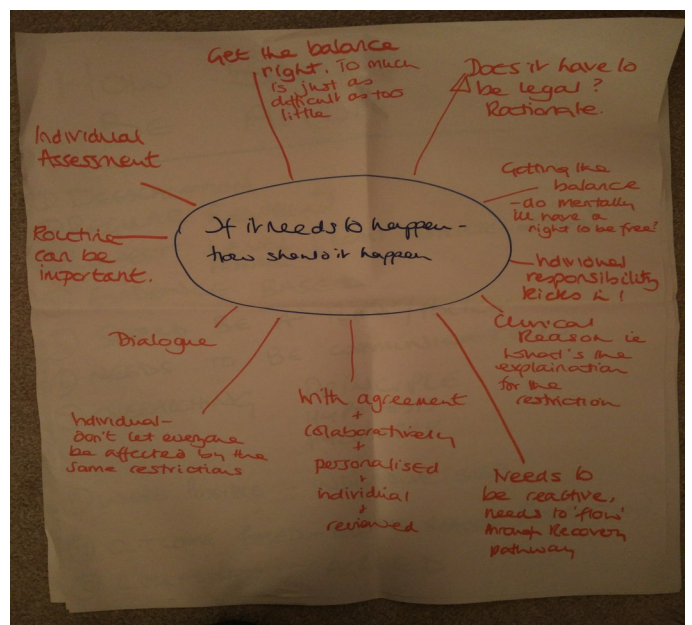 Get the balance
right. Too much
is just as
difficult as too
little
Does it have to
be legal?
Rationale.
Individual
Assessment
Getting the
balance
- do mentally
ill have a
right to be free?
If it needs to happen -
how should it happen
Routine
can be
important.
Individual
responsibility
kicks in!
Clinical
Reason ie
what's the
explaination
for the
restriction
Dialogue
With agreement
+
collaboratively
+
personalised
+
individual
+
reviewed
Individual -
Don't let everyone
be affected by the
same restrictions
Needs to
be reactive,
needs to 'flow'
through Recovery
pathway